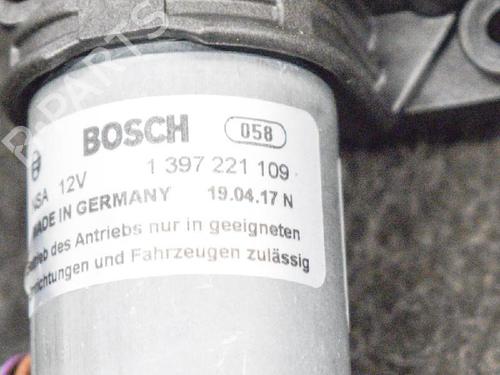 BOSCH 058
NSA 12V 1 397 221 109
MADE IN GERMANY 19.04.17 N
des Antriebs nur in geeigneten
und Fahrzeugen zulässig